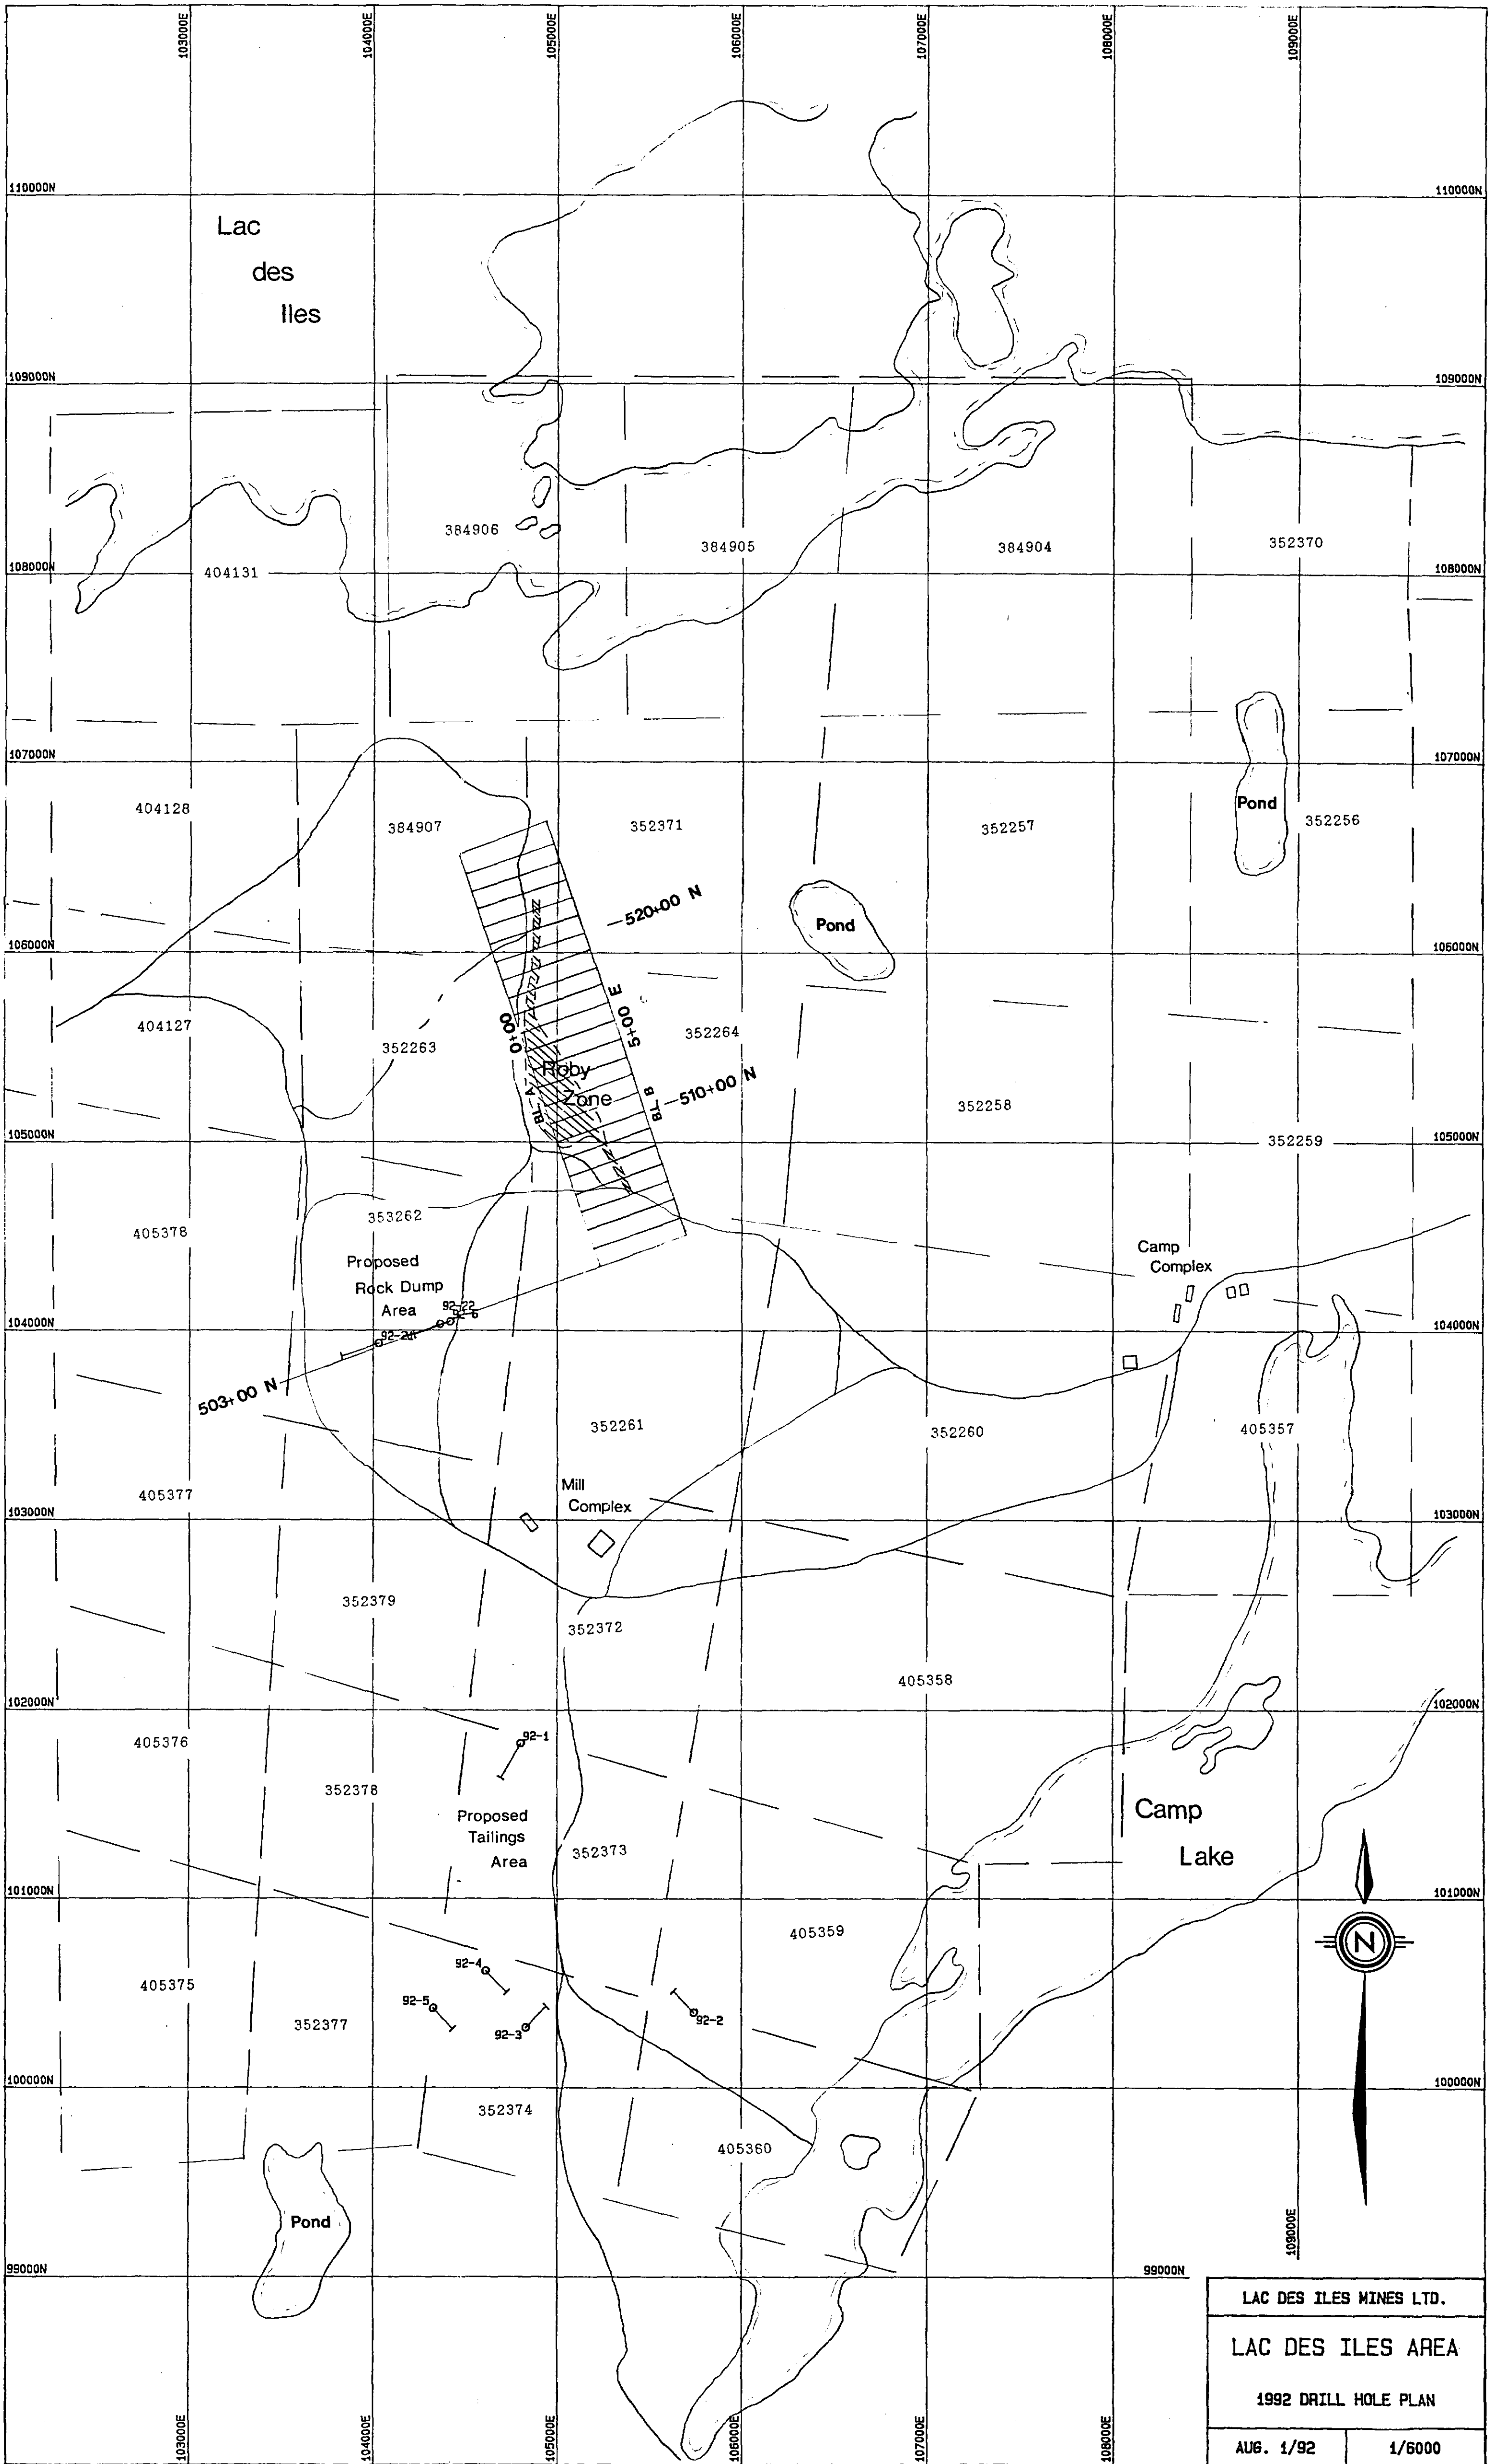 103000E
104000E
105000E
106000E
107000E
108000E
109000E
110000N
110000N
Lac
des
Iles
109000N
109000N
384906
384905
384904
352370
404131
108000N
108000N
107000N
107000N
404128
384907
352371
352257
Pond
352256
520+00 N
Pond
106000N
106000N
404127
352263
0+00
5+00 E
352264
Roby
Zone
BL A
BL B
510+00 N
352258
105000N
105000N
352259
405378
353262
Proposed
Rock Dump
Area
Camp
Complex
92-22
92-6
104000N
104000N
503+00 N
352261
352260
405357
405377
Mill
Complex
103000N
103000N
352379
352372
405358
102000N
102000N
405376
92-1
352378
Proposed
Tailings
Area
352373
Camp
Lake
101000N
101000N
405359
N
92-4
405375
92-5
352377
92-3
92-2
100000N
100000N
352374
405360
Pond
109000E
99000N
99000N
103000E
104000E
105000E
106000E
107000E
108000E
LAC DES ILES MINES LTD.
LAC DES ILES AREA
1992 DRILL HOLE PLAN
AUG. 1/92
1/6000